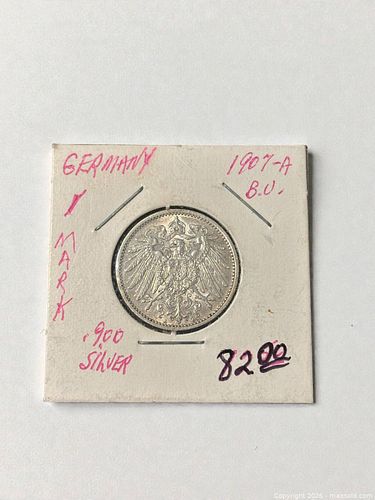 GERMANY
1907-A
B.U.
1
MARK
.900
SILVER
82.00
Copyright 2026 - maxsold.com